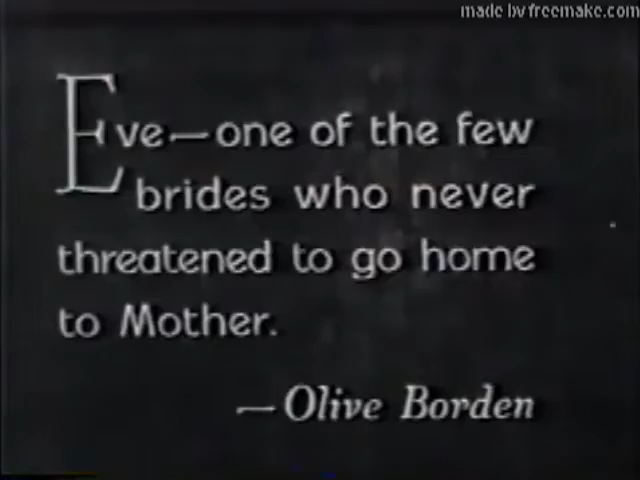 made by freemake.com
Eve—one of the few
brides who never
threatened to go home
to Mother.
—Olive Borden